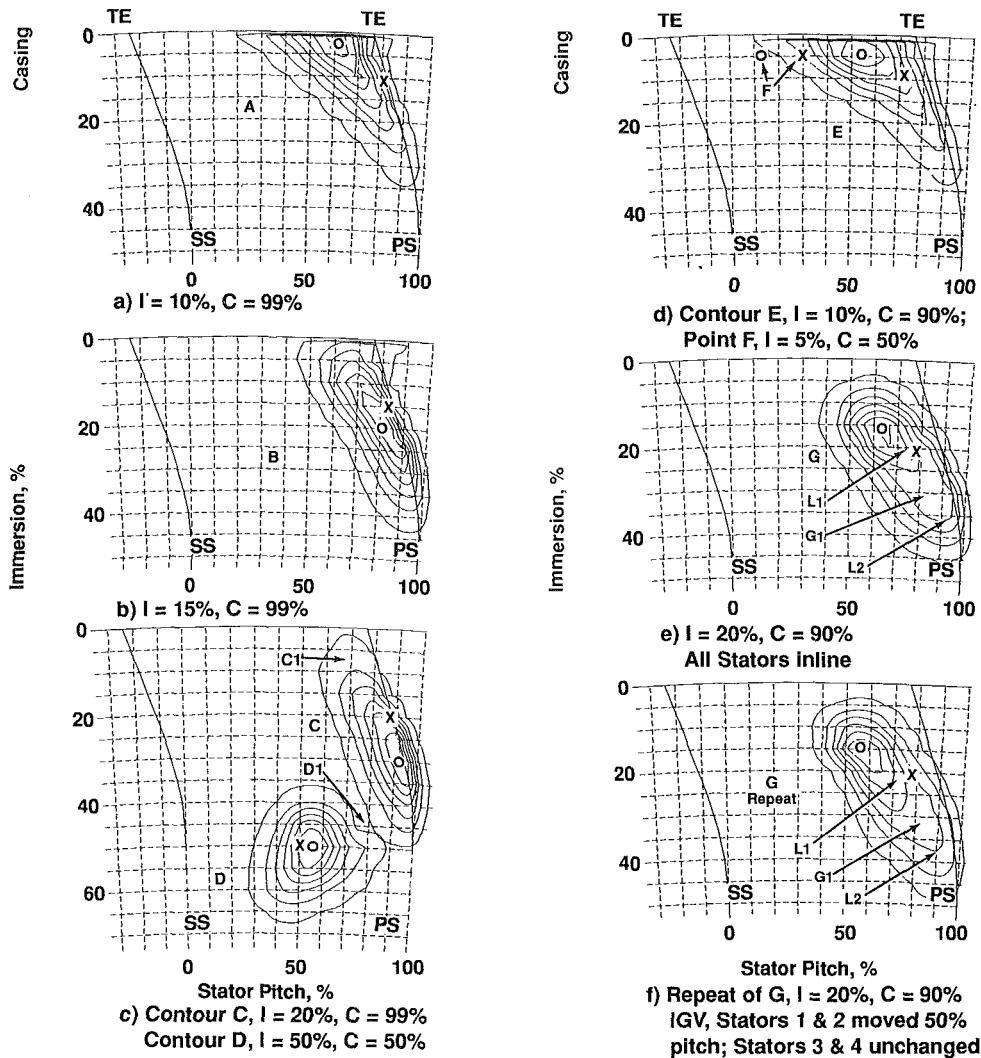 TE
TE
Casing
0
20
40
O
X
A
SS
PS
0
50
100
a) I = 10%, C = 99%
Immersion, %
0
20
40
X
O
B
SS
PS
0
50
100
b) I = 15%, C = 99%
0
20
40
60
C1
X
C
O
D1
X
O
D
SS
PS
0
50
100
Stator Pitch, %
c) Contour C, I = 20%, C = 99%
Contour D, I = 50%, C = 50%
TE
TE
Casing
0
20
40
O
X
O
X
F
E
SS
PS
0
50
100
d) Contour E, I = 10%, C = 90%;
Point F, I = 5%, C = 50%
Immersion, %
0
20
40
O
X
G
L1
G1
L2
SS
PS
0
50
100
e) I = 20%, C = 90%
All Stators inline
0
20
40
O
X
G
Repeat
L1
G1
L2
SS
PS
0
50
100
Stator Pitch, %
f) Repeat of G, I = 20%, C = 90%
IGV, Stators 1 & 2 moved 50%
pitch; Stators 3 & 4 unchanged